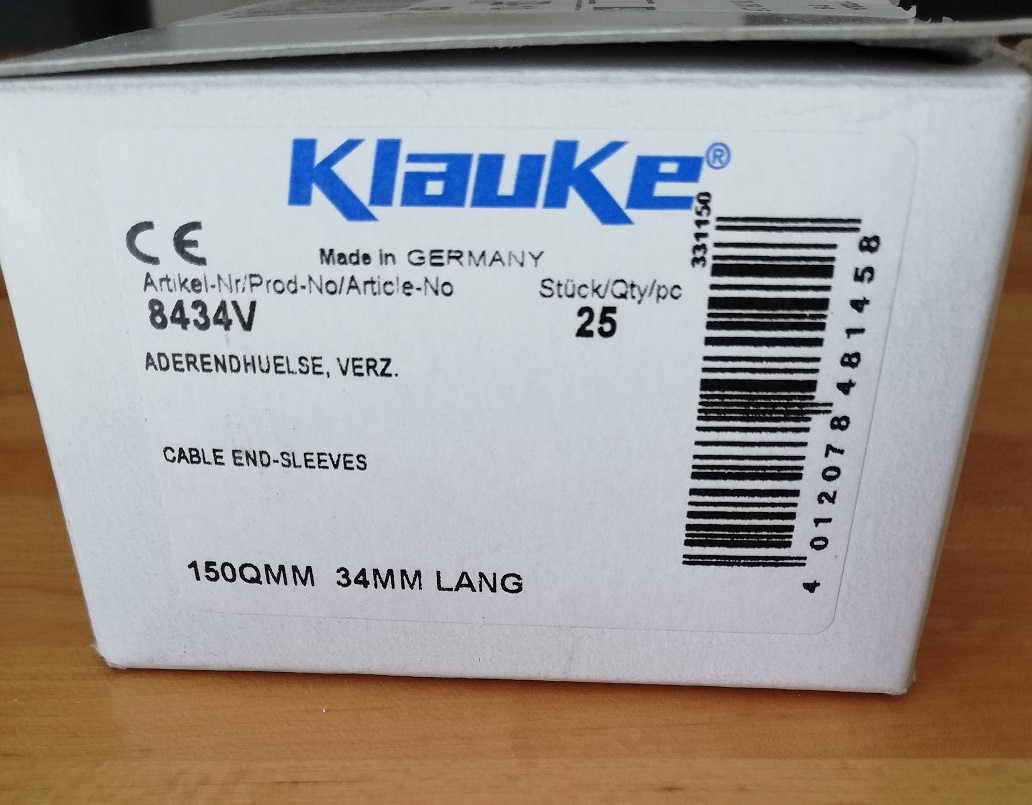 Klauke®
CE
Made in GERMANY
Artikel-Nr/Prod-No/Article-No
Stück/Qty/pc
8434V
25
ADERENDHUELSE, VERZ.
CABLE END-SLEEVES
150QMM 34MM LANG
331150
4 012078 481458